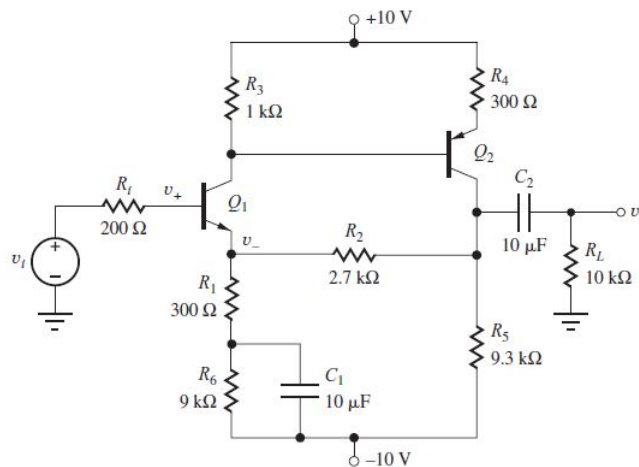 +10 V
R3
1 kΩ
R4
300 Ω
Q2
RI
v+
Q1
200 Ω
C2
v
vI
+
v−
R2
2.7 kΩ
10 μF
RL
10 kΩ
R1
300 Ω
R5
9.3 kΩ
R6
9 kΩ
C1
10 μF
−10 V